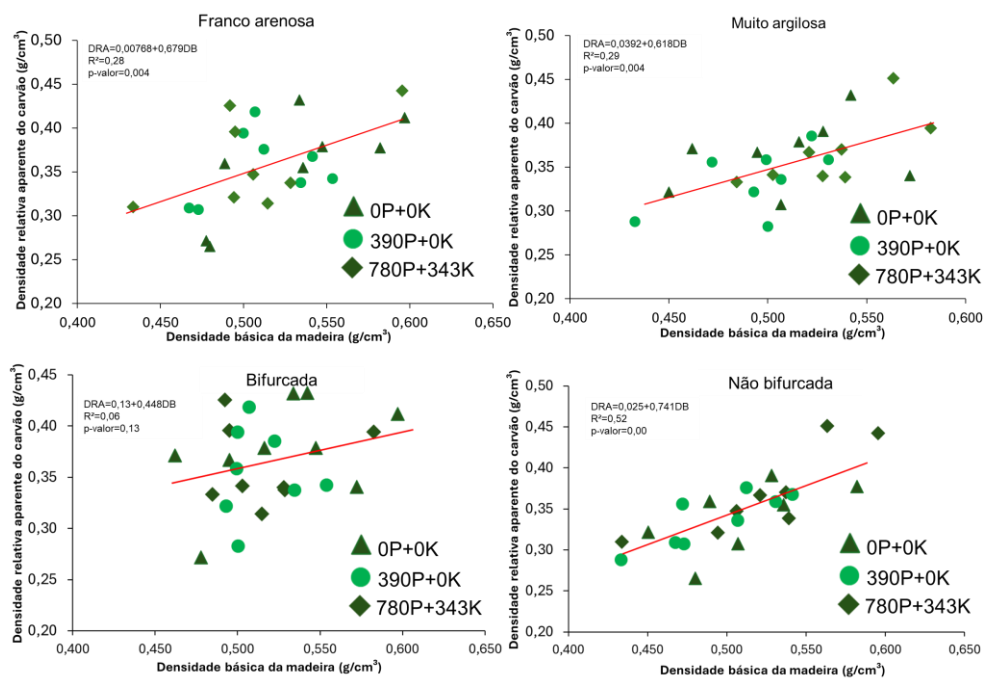 Franco arenosa
DRA=0,00768+0,679DB
R²=0,28
p-valor=0,004
Densidade relativa aparente do carvão (g/cm³)
0,50
0,45
0,40
0,35
0,30
0,25
0,20
0P+0K
390P+0K
780P+343K
0,400 0,450 0,500 0,550 0,600 0,650
Densidade básica da madeira (g/cm³)
Muito argilosa
DRA=0,0392+0,618DB
R²=0,29
p-valor=0,004
Densidade relativa aparente do carvão (g/cm³)
0,50
0,45
0,40
0,35
0,30
0,25
0,20
0P+0K
390P+0K
780P+343K
0,400 0,450 0,500 0,550 0,600
Densidade básica da madeira (g/cm³)
Bifurcada
DRA=0,13+0,448DB
R²=0,06
p-valor=0,13
Densidade relativa aparente do carvão (g/cm³)
0,45
0,40
0,35
0,30
0,25
0,20
0P+0K
390P+0K
780P+343K
0,400 0,450 0,500 0,550 0,600 0,650
Densidade básica da madeira (g/cm³)
Não bifurcada
DRA=0,025+0,741DB
R²=0,52
p-valor=0,00
Densidade relativa aparente do carvão (g/cm³)
0,50
0,45
0,40
0,35
0,30
0,25
0,20
0P+0K
390P+0K
780P+343K
0,400 0,450 0,500 0,550 0,600 0,650
Densidade básica da madeira (g/cm³)